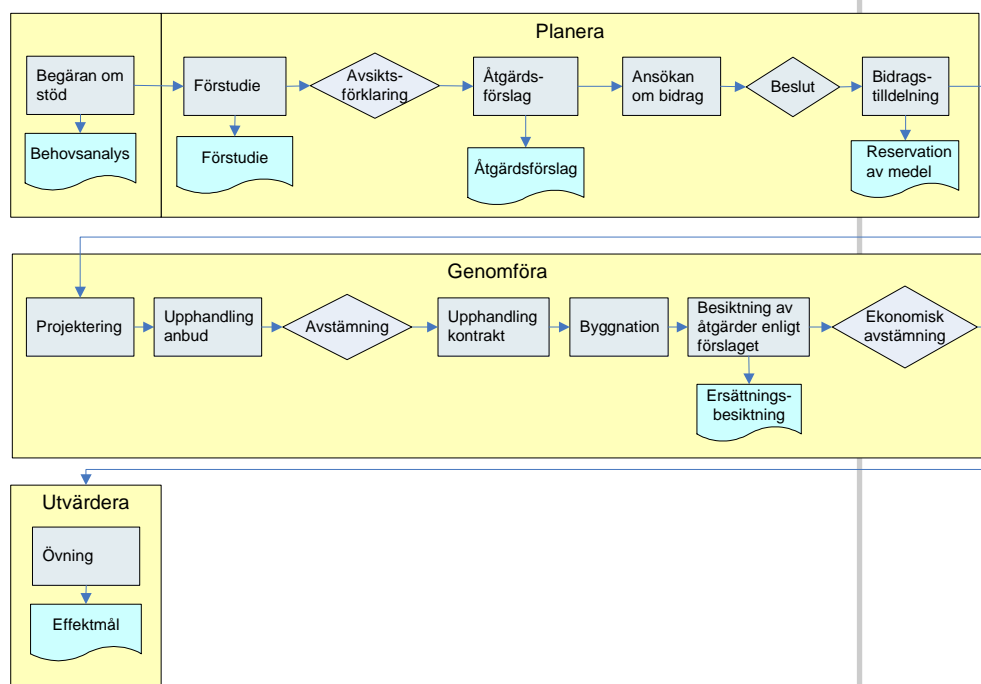 Planera
Begäran om
stöd
Förstudie
Avsikts-
förklaring
Åtgärds-
förslag
Ansökan
om bidrag
Beslut
Bidrags-
tilldelning
Behovsanalys
Förstudie
Åtgärdsförslag
Reservation
av medel
Genomföra
Projektering
Upphandling
anbud
Avstämning
Upphandling
kontrakt
Byggnation
Besiktning av
åtgärder enligt
förslaget
Ekonomisk
avstämning
Ersättnings-
besiktning
Utvärdera
Övning
Effektmål